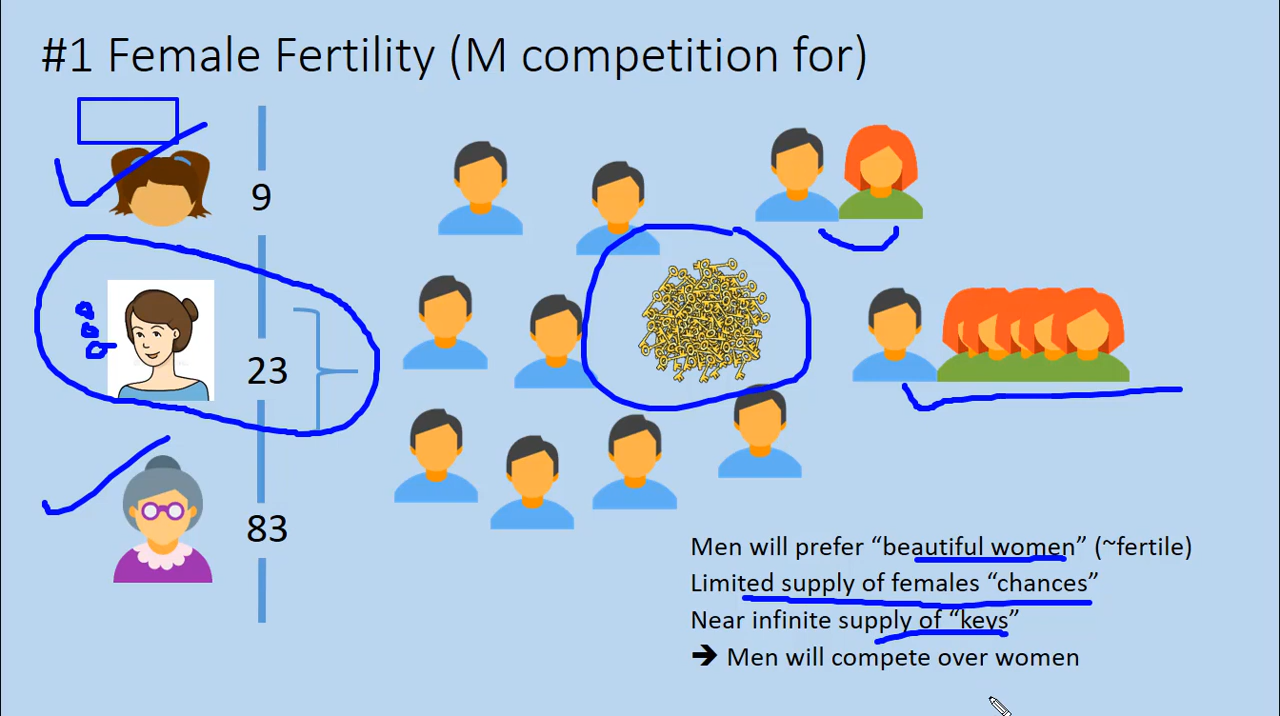 #1 Female Fertility (M competition for)
9
23
83
Men will prefer “beautiful women” (~fertile)
Limited supply of females “chances”
Near infinite supply of “keys”
🡺 Men will compete over women